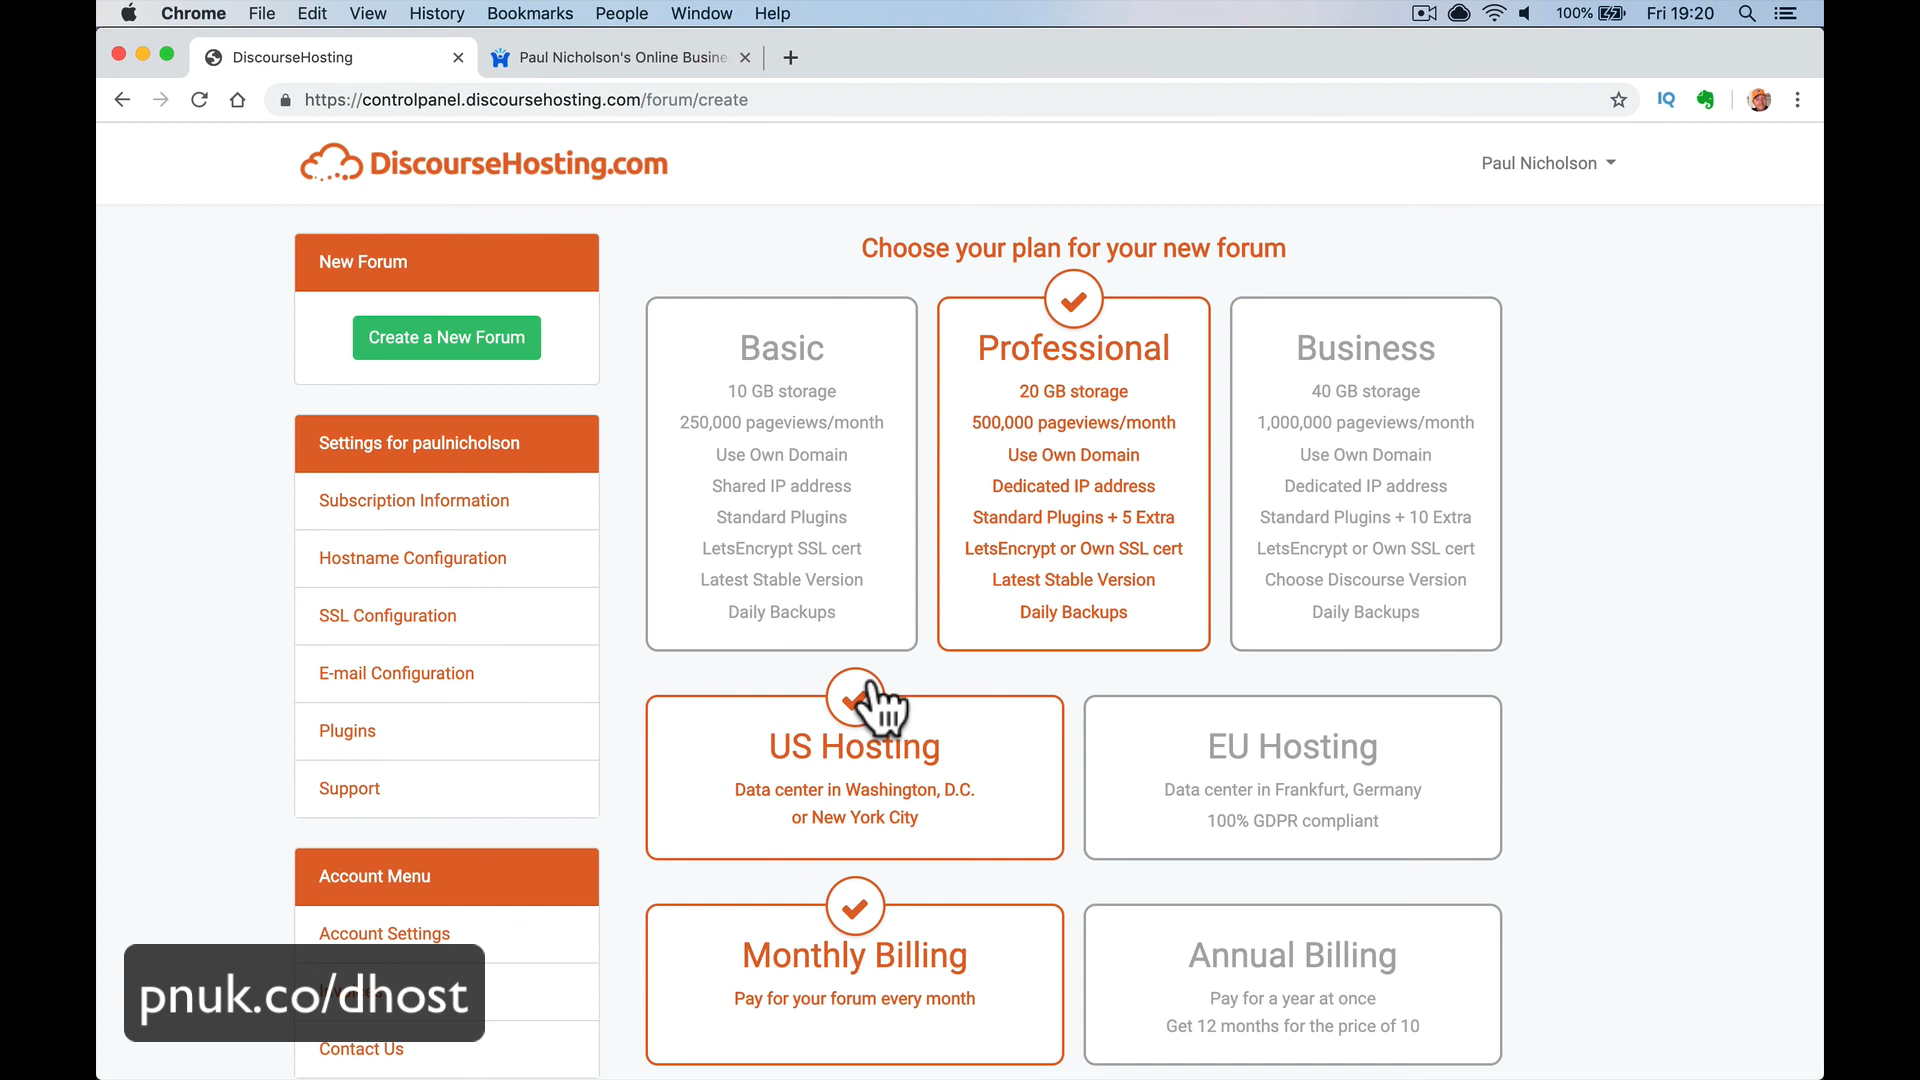 Chrome File Edit View History Bookmarks People Window Help 100% Fri 19:20
DiscourseHosting Paul Nicholson's Online Busine
https://controlpanel.discoursehosting.com/forum/create IQ
DiscourseHosting.com
Paul Nicholson
New Forum
Create a New Forum
Settings for paulnicholson
Subscription Information
Hostname Configuration
SSL Configuration
E-mail Configuration
Plugins
Support
Account Menu
Account Settings
Contact Us
Choose your plan for your new forum
Basic
10 GB storage
250,000 pageviews/month
Use Own Domain
Shared IP address
Standard Plugins
LetsEncrypt SSL cert
Latest Stable Version
Daily Backups
Professional
20 GB storage
500,000 pageviews/month
Use Own Domain
Dedicated IP address
Standard Plugins + 5 Extra
LetsEncrypt or Own SSL cert
Latest Stable Version
Daily Backups
Business
40 GB storage
1,000,000 pageviews/month
Use Own Domain
Dedicated IP address
Standard Plugins + 10 Extra
LetsEncrypt or Own SSL cert
Choose Discourse Version
Daily Backups
US Hosting
Data center in Washington, D.C.
or New York City
EU Hosting
Data center in Frankfurt, Germany
100% GDPR compliant
Monthly Billing
Pay for your forum every month
Annual Billing
Pay for a year at once
Get 12 months for the price of 10
pnuk.co/dhost